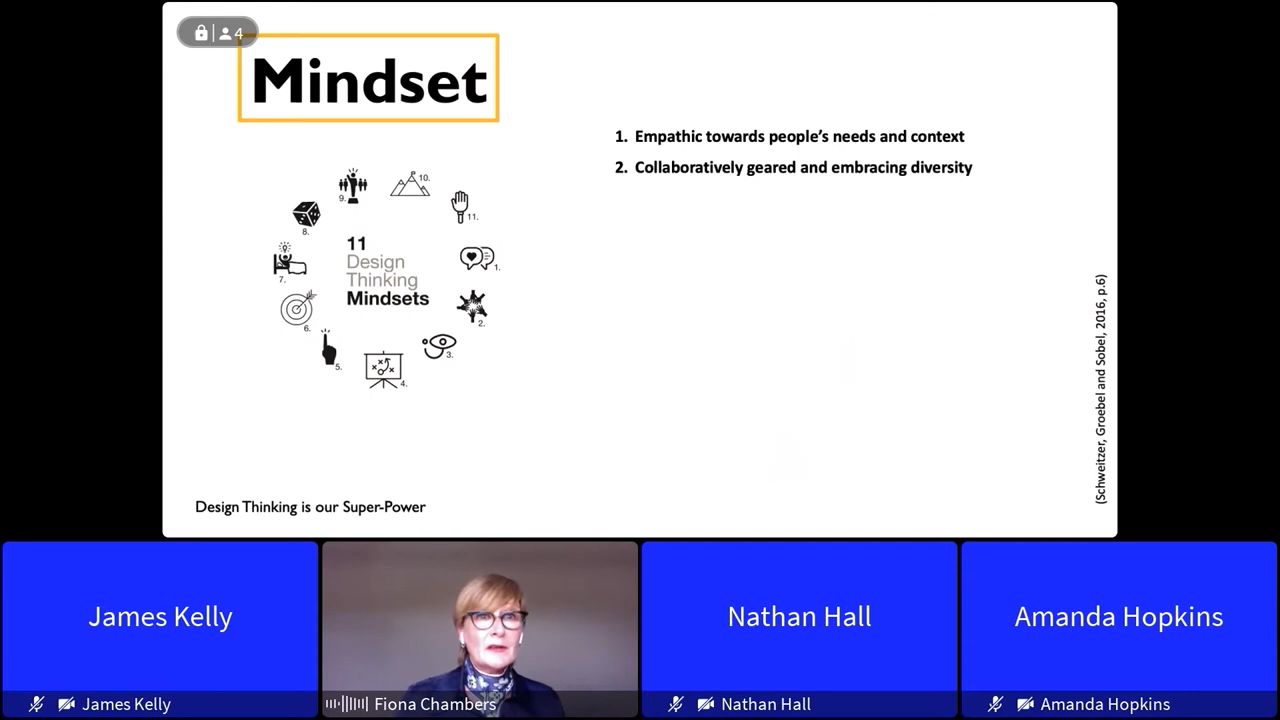 4
Mindset
1. Empathic towards people's needs and context
2. Collaboratively geared and embracing diversity
9.
10.
11.
8.
11
Design
Thinking
Mindsets
1.
7.
2.
6.
3.
5.
4.
(Schweitzer, Groebel and Sobel, 2016, p.6)
Design Thinking is our Super-Power
James Kelly
Nathan Hall
Amanda Hopkins
James Kelly
Fiona Chambers
Nathan Hall
Amanda Hopkins